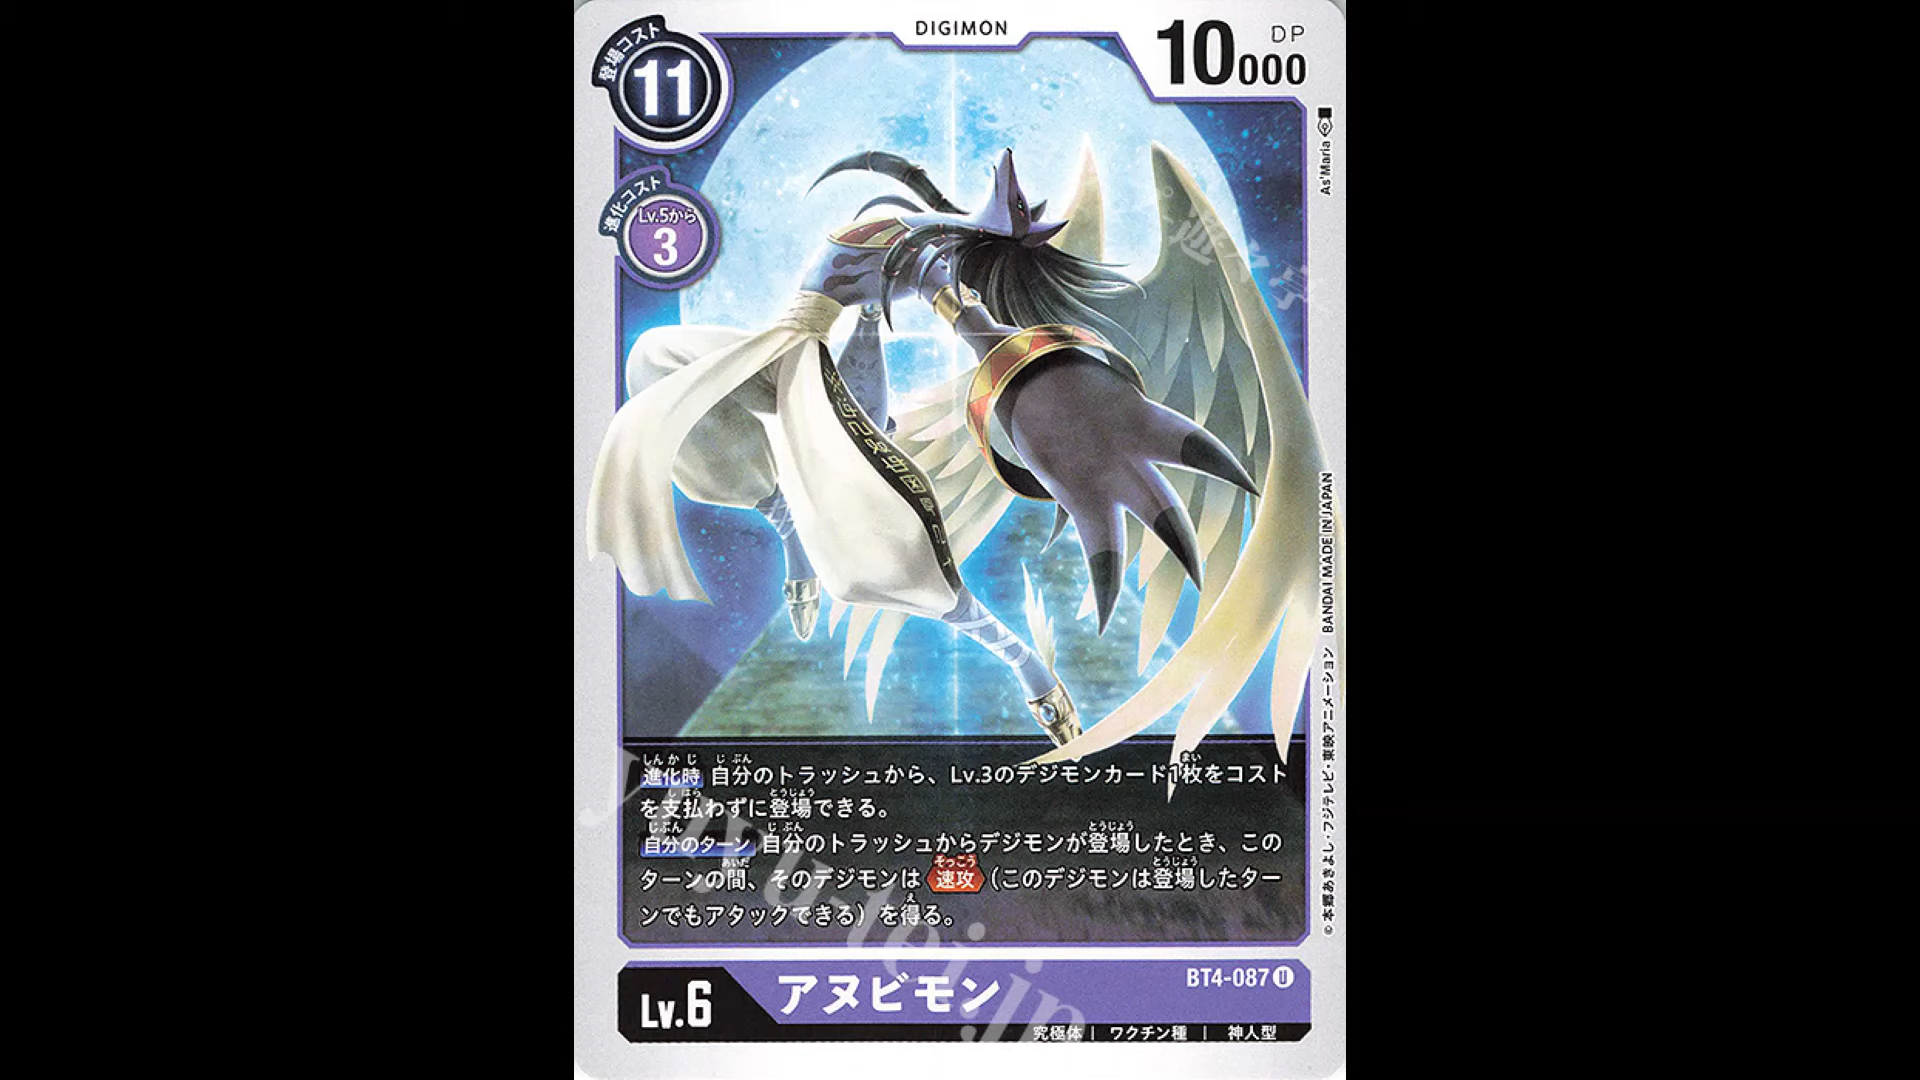 DIGIMON
登場コスト
11
10000
DP
進化コスト
Lv.5から
3
As'Maria
進化時 自分のトラッシュから、Lv.3のデジモンカード1枚をコスト
を支払わずに登場できる。
自分のターン 自分のトラッシュからデジモンが登場したとき、この
ターンの間、そのデジモンは 速攻 (このデジモンは登場したター
ンでもアタックできる) を得る。
©本郷あきよし・フジテレビ・東映アニメーション BANDAI MADE IN JAPAN
Lv.6
アヌビモン
BT4-087 U
究極体 | ワクチン種 | 神人型
遊々亭
yuyu-tei.jp